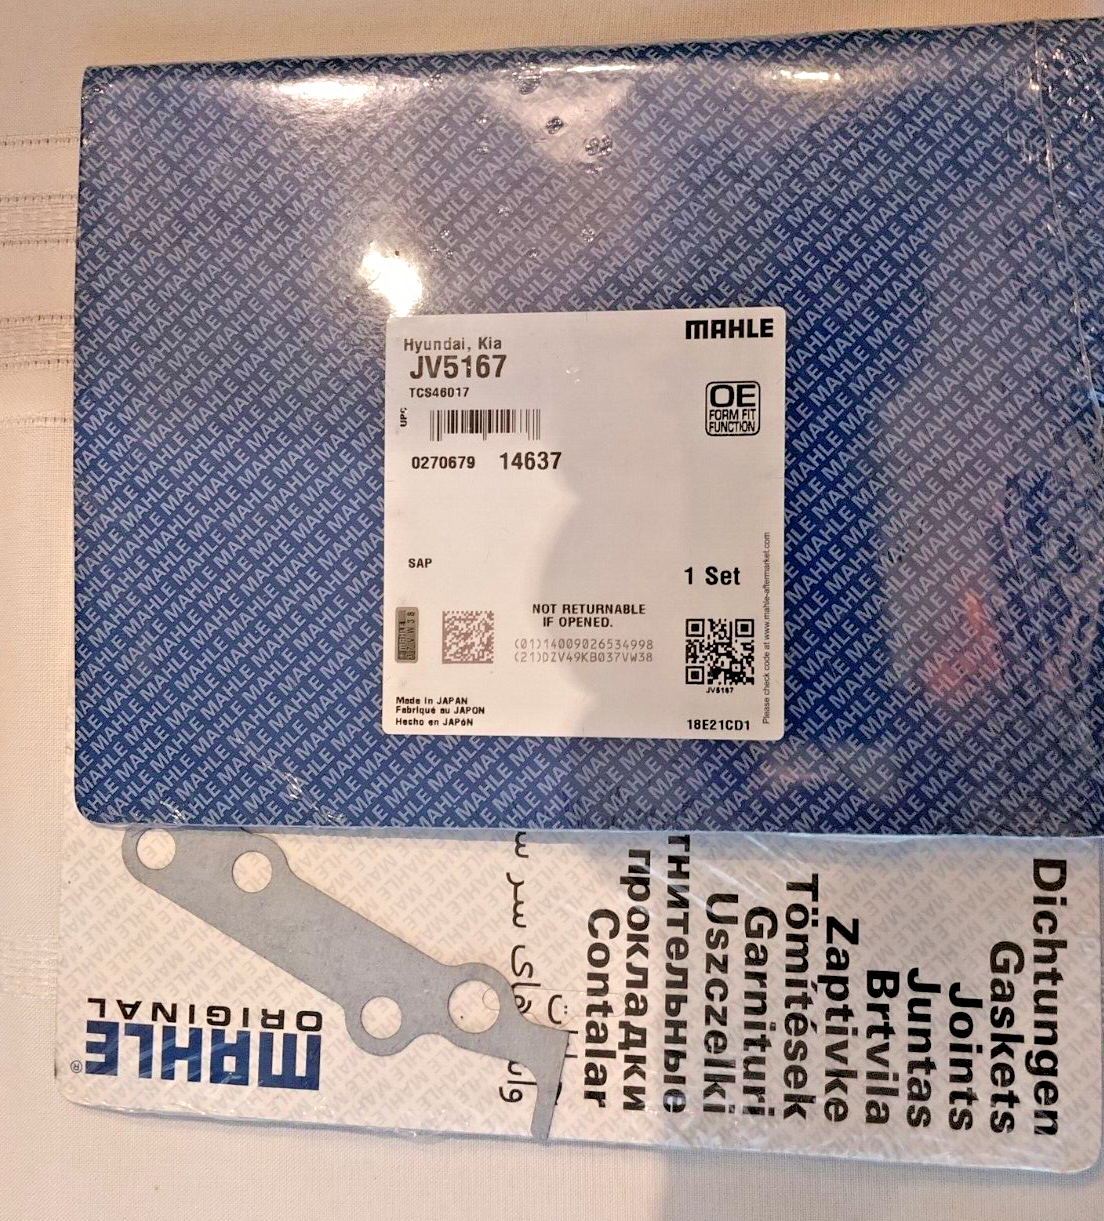 MAHLE
Hyundai, Kia
JV5167
TCS46017
UPC
OE
FORM FIT
FUNCTION
0270679 14637
SAP
1 Set
NOT RETURNABLE
IF OPENED.
(01)14009026534998
(21)DZV49KB037VW38
JV5167
Please check code at www.mahle-aftermarket.com
Made in JAPAN
Fabriqué au JAPON
Hecho en JAPóN
18E21CD1
MAHLE®
ORIGINAL
Dichtungen
Gaskets
Joints
Juntas
Brtvila
Zaptivke
Tömítések
Garnituri
Uszczelki
прокладки
Contalar